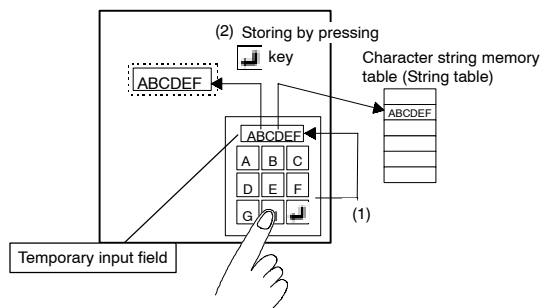 (2) Storing by pressing
key
Character string memory
table (String table)
ABCDEF
ABCDEF
ABCDEF
A B C
D E F
G
(1)
Temporary input field